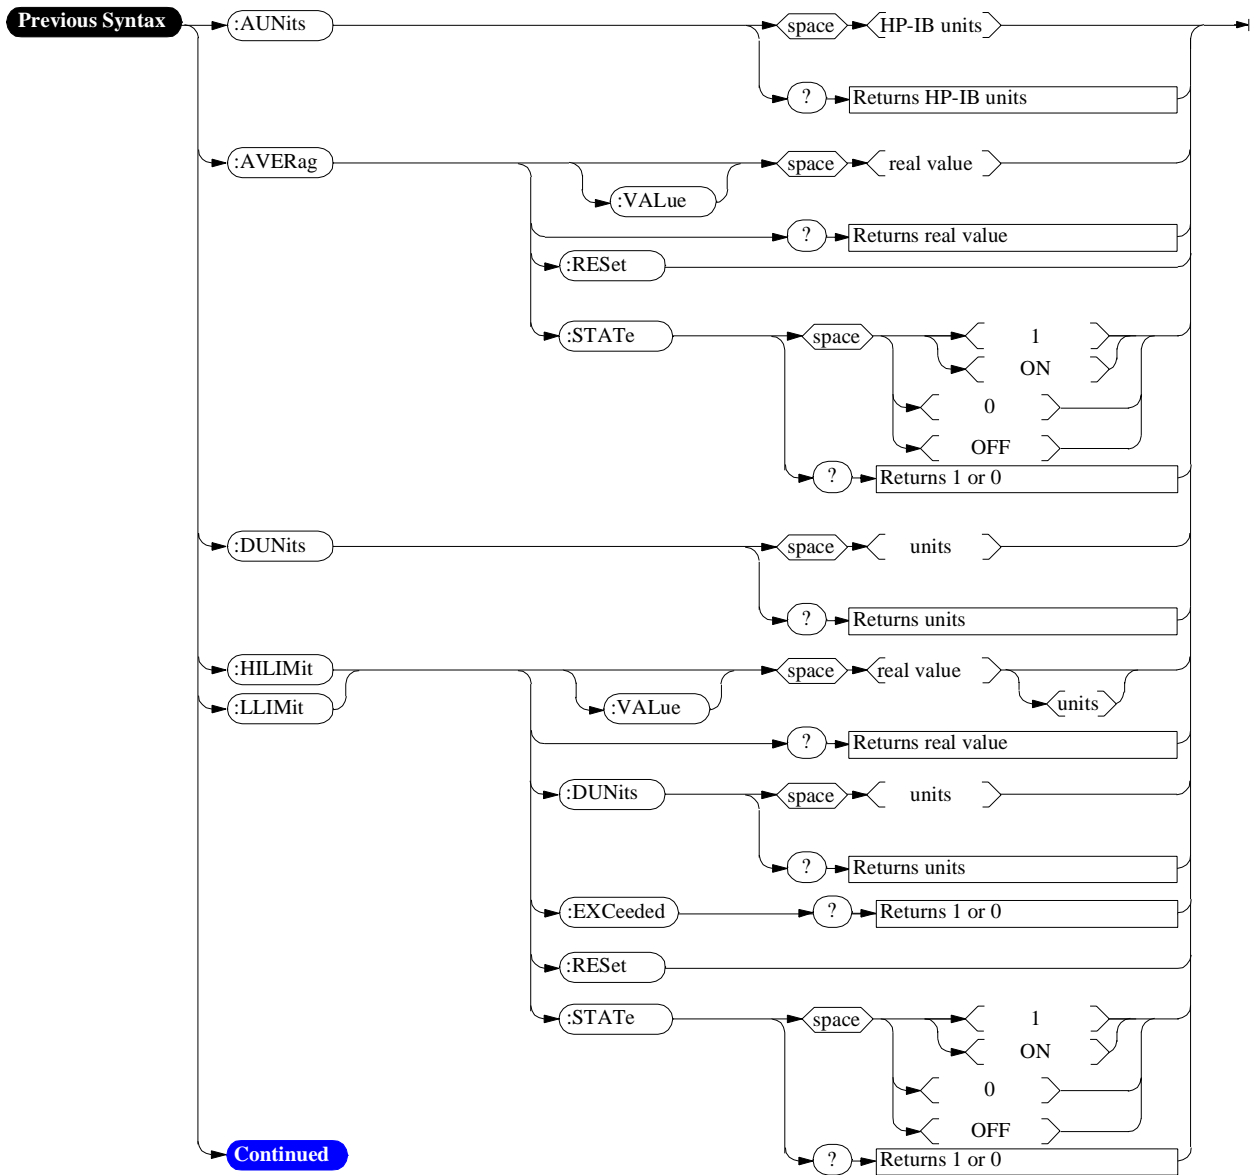 Previous Syntax :AUNits space HP-IB units
? Returns HP-IB units
:AVERag space real value
:VALue
? Returns real value
:RESet
:STATe space 1
ON
0
OFF
? Returns 1 or 0
:DUNits space units
? Returns units
:HILIMit space real value
:LLIMit :VALue units
? Returns real value
:DUNits space units
? Returns units
:EXCeeded ? Returns 1 or 0
:RESet
:STATe space 1
ON
0
OFF
Continued ? Returns 1 or 0